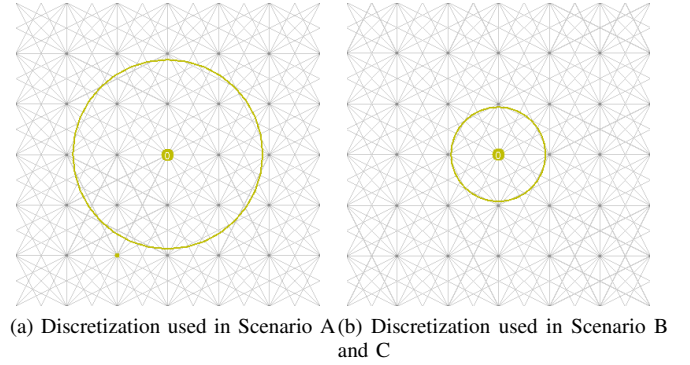 0
0
(a) Discretization used in Scenario A
(b) Discretization used in Scenario B
and C